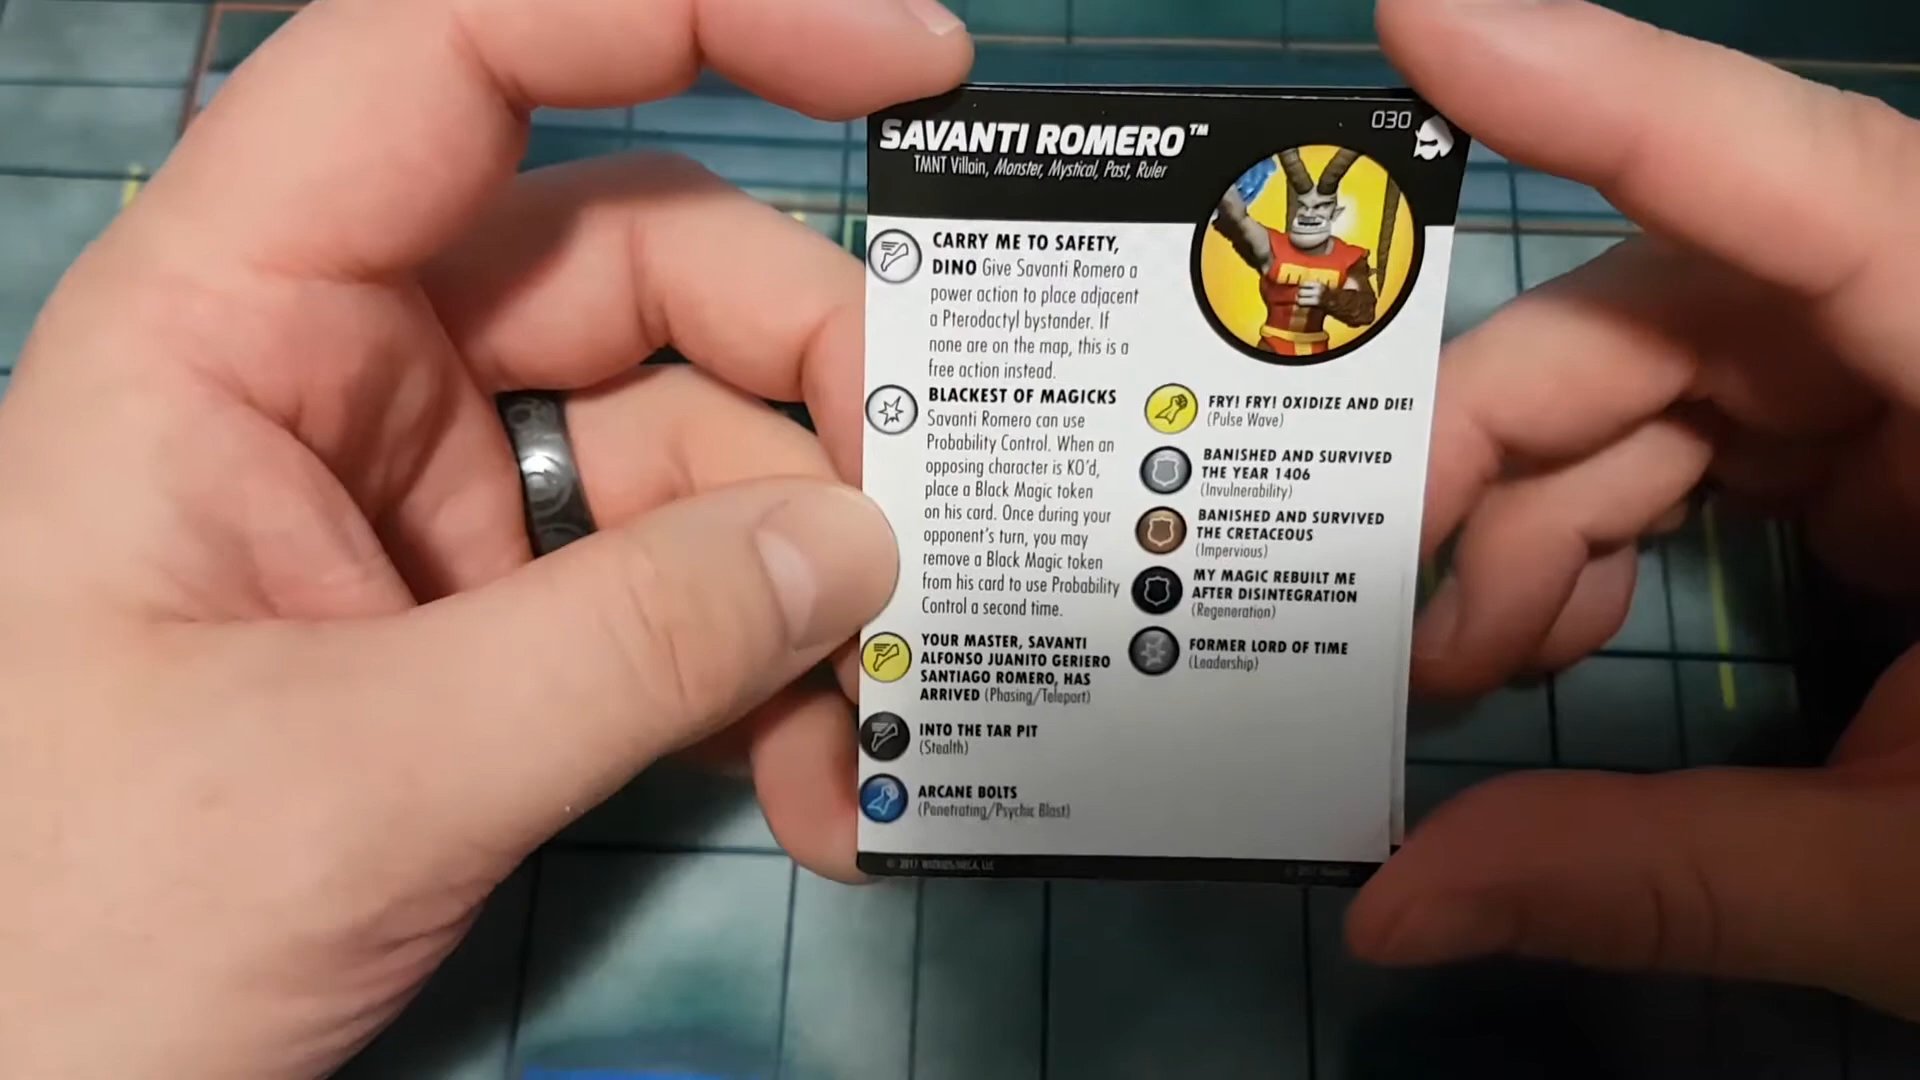 SAVANTI ROMERO™
030
TMNT Villain, Monster, Mystical, Past, Ruler
CARRY ME TO SAFETY,
DINO Give Savanti Romero a
power action to place adjacent
a Pterodactyl bystander. If
none are on the map, this is a
free action instead.
BLACKEST OF MAGICKS
Savanti Romero can use
Probability Control. When an
opposing character is KO'd,
place a Black Magic token
on his card. Once during your
opponent's turn, you may
remove a Black Magic token
from his card to use Probability
Control a second time.
YOUR MASTER, SAVANTI
ALFONSO JUANITO GERIERO
SANTIAGO ROMERO, HAS
ARRIVED (Phasing/Teleport)
INTO THE TAR PIT
(Stealth)
ARCANE BOLTS
(Penetrating/Psychic Blast)
FRY! FRY! OXIDIZE AND DIE!
(Pulse Wave)
BANISHED AND SURVIVED
THE YEAR 1406
(Invulnerability)
BANISHED AND SURVIVED
THE CRETACEOUS
(Impervious)
MY MAGIC REBUILT ME
AFTER DISINTEGRATION
(Regeneration)
FORMER LORD OF TIME
(Leadership)
© 2017 WIZKIDS/NECA, LLC